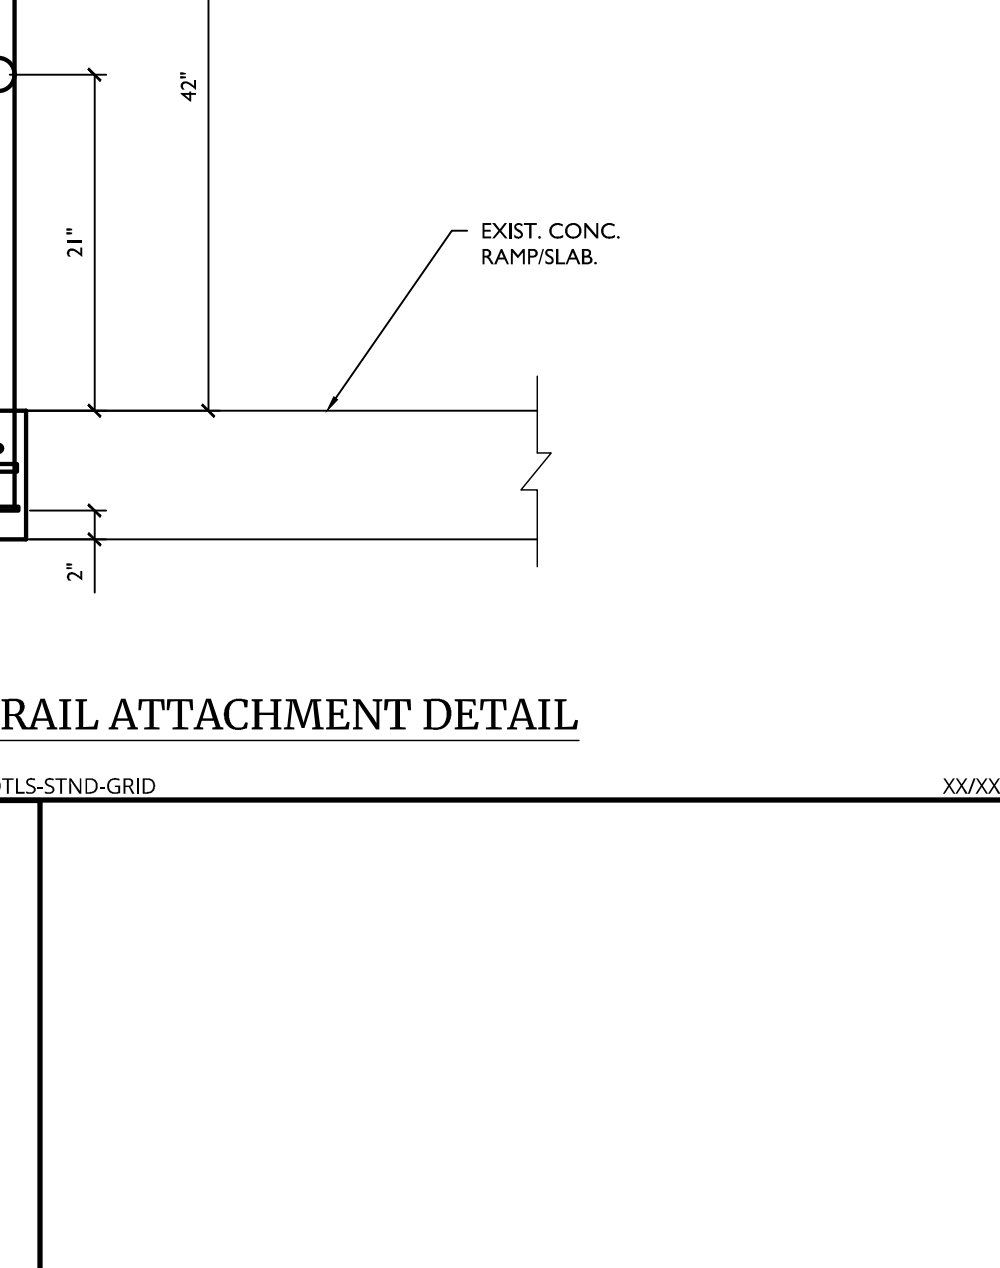 42"
21"
EXIST. CONC.
RAMP/SLAB.
2"
RAIL ATTACHMENT DETAIL
TLS-STND-GRID
XX/XX